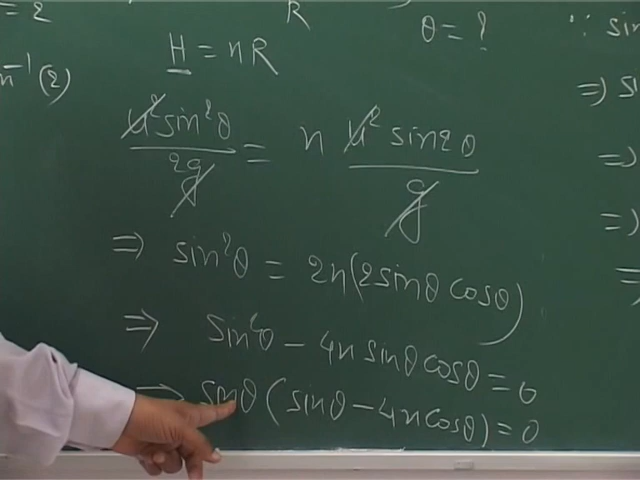 = 2
R
θ = ?
∵ sin
H = nR
n⁻¹(2)
⇒ s
u² sin²θ / 2g = n u² sin2θ / g
⇒
⇒ sin²θ = 2n(2 sinθ cosθ)
⇒
⇒ sin²θ − 4n sinθ cosθ = 0
⇒ sinθ (sinθ − 4n cosθ) = 0